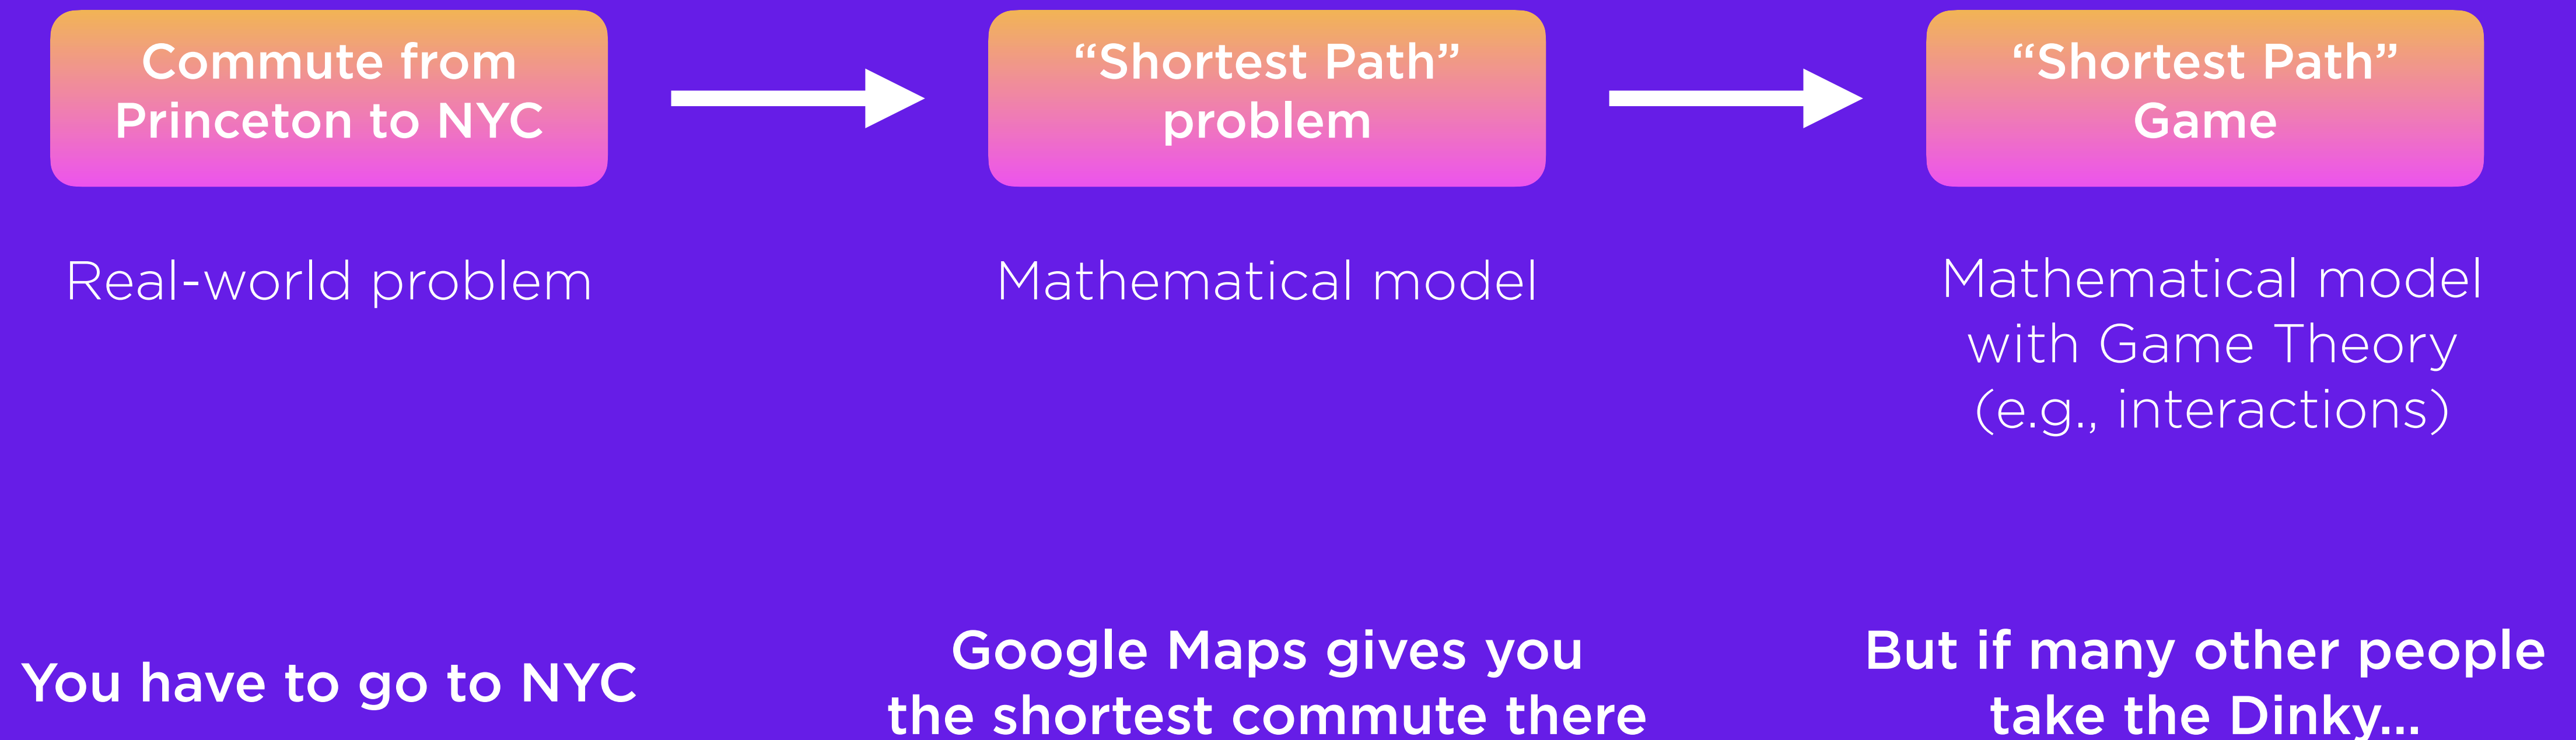 Commute from
Princeton to NYC
“Shortest Path”
problem
“Shortest Path”
Game
Real-world problem
Mathematical model
Mathematical model
with Game Theory
(e.g., interactions)
You have to go to NYC
Google Maps gives you
the shortest commute there
But if many other people
take the Dinky...